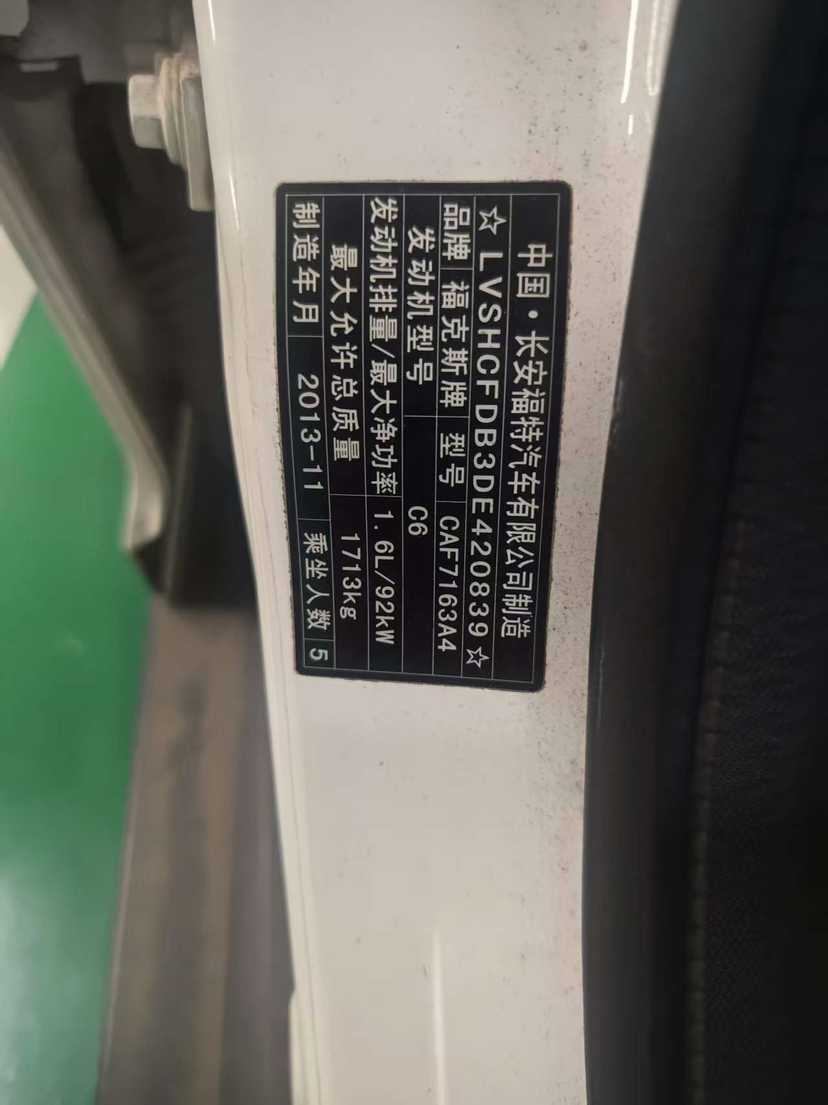 中国·长安福特汽车有限公司制造
☆LVSHCFDB3DE420839☆
品牌 福克斯牌 型号 CAF7163A4
发动机型号 C6
发动机排量/最大净功率 1.6L/92kW
最大允许总质量 1713kg
制造年月 2013-11 乘坐人数 5